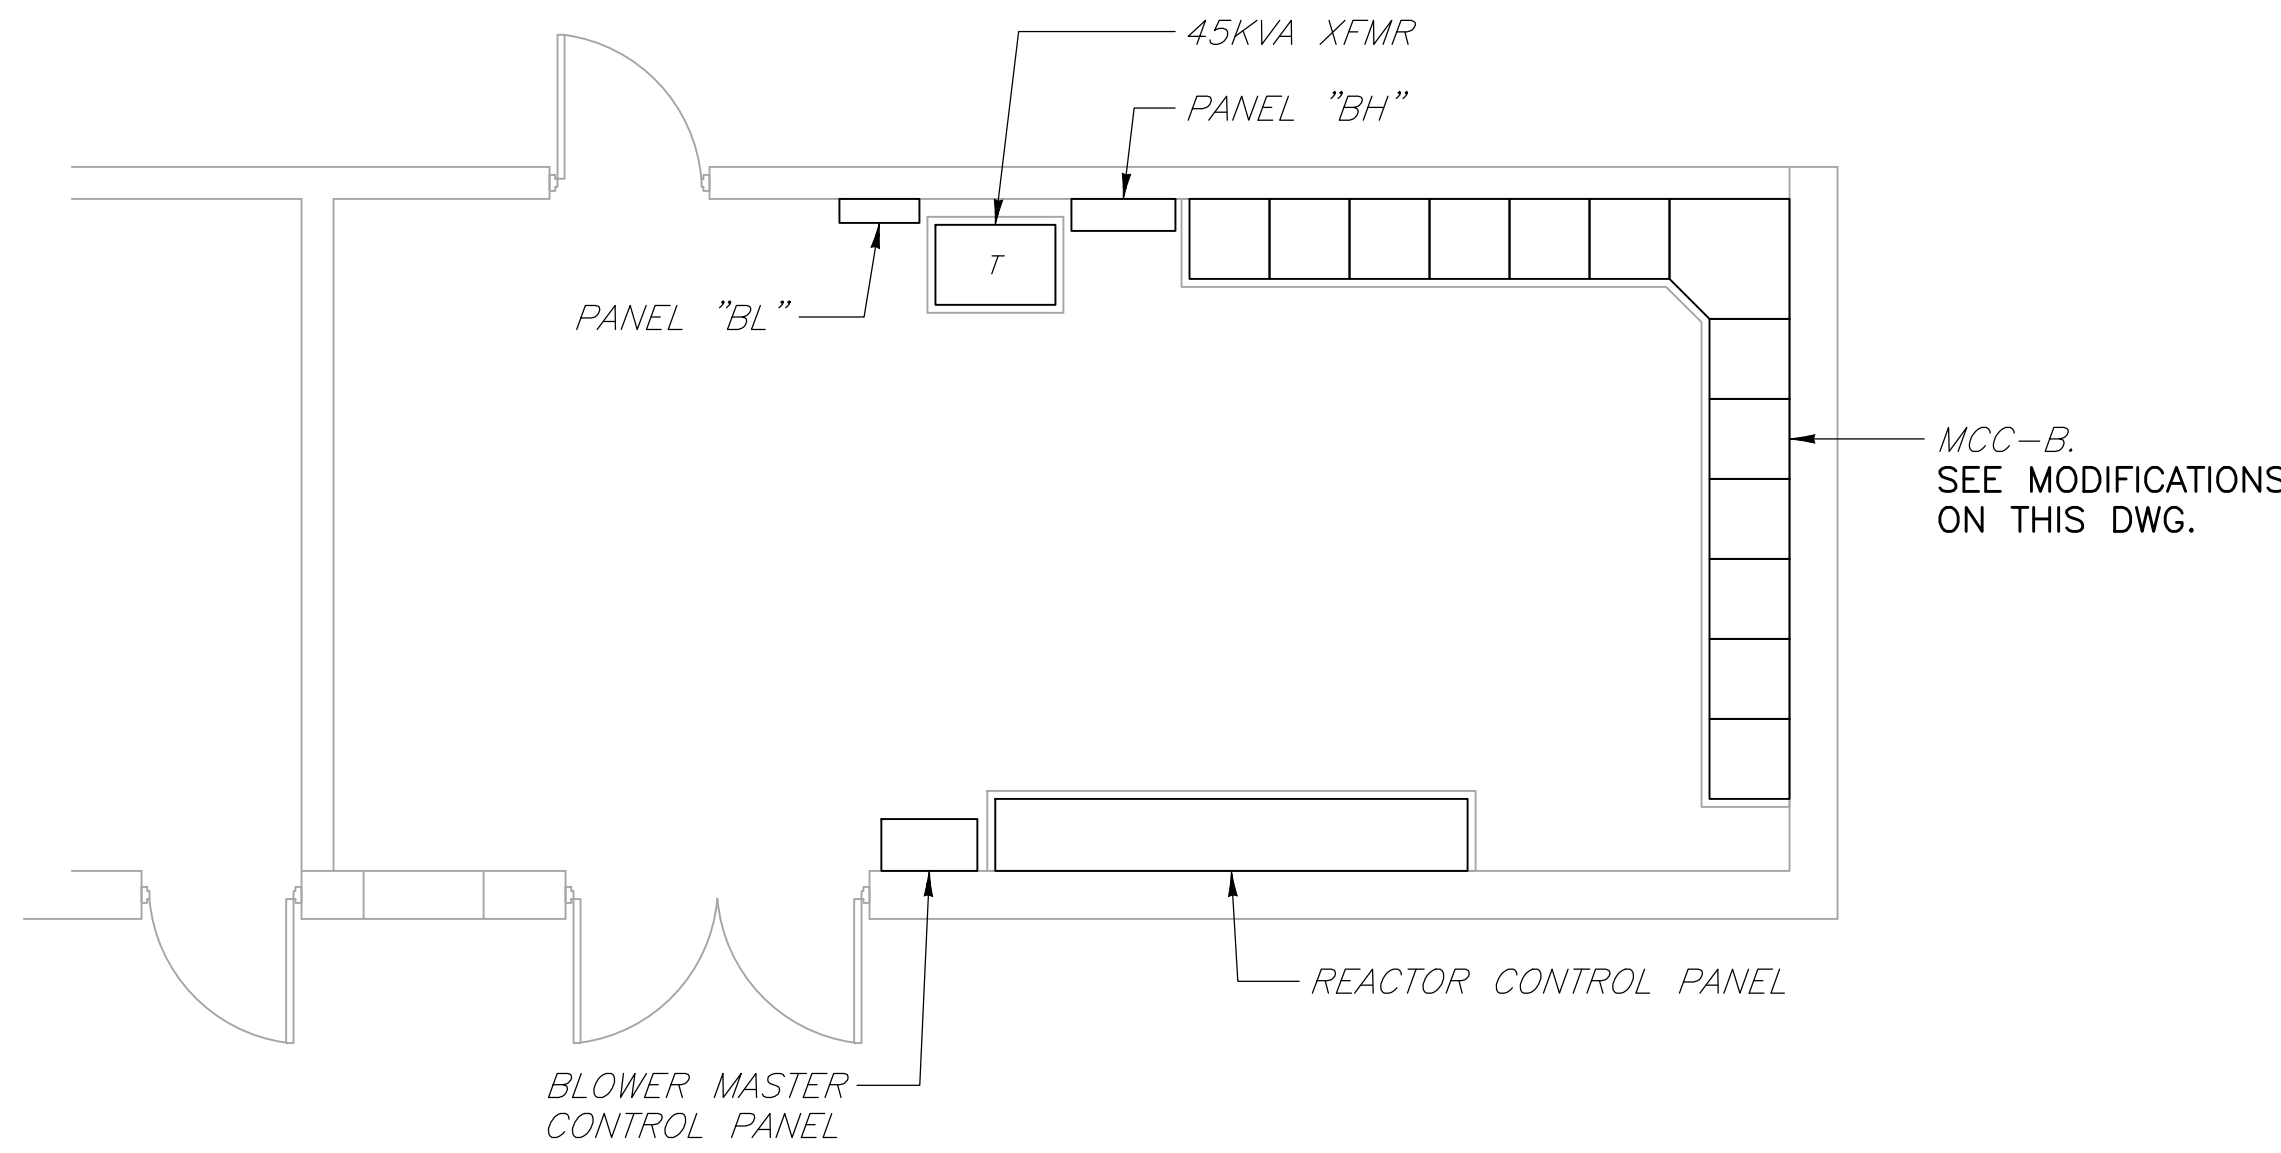 45KVA XFMR
PANEL "BH"
T
PANEL "BL"
MCC-B.
SEE MODIFICATIONS
ON THIS DWG.
REACTOR CONTROL PANEL
BLOWER MASTER
CONTROL PANEL